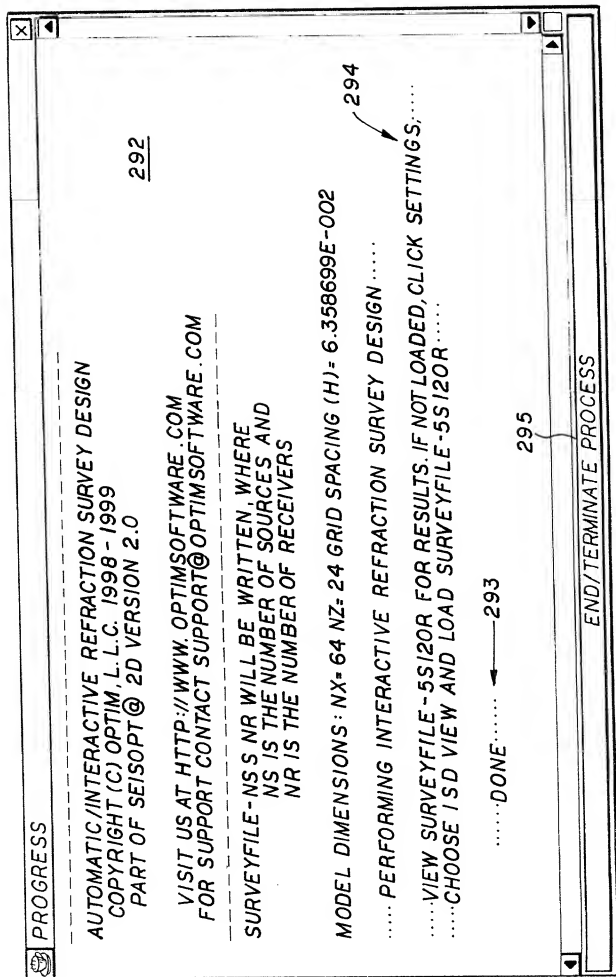 PROGRESS
AUTOMATIC/INTERACTIVE REFRACTION SURVEY DESIGN
COPYRIGHT (C) OPTIM, L.L.C. 1998-1999
PART OF SEISOPT@ 2D VERSION 2.0
292
VISIT US AT HTTP://WWW. OPTIMSOFTWARE .COM
FOR SUPPORT CONTACT SUPPORT@OPTIMSOFTWARE.COM
SURVEYFILE-NS S NR WILL BE WRITTEN, WHERE
NS IS THE NUMBER OF SOURCES AND
NR IS THE NUMBER OF RECEIVERS
MODEL DIMENSIONS: NX= 64 NZ= 24 GRID SPACING (H)= 6.358699E-002
..... PERFORMING INTERACTIVE REFRACTION SURVEY DESIGN .....
294
.....VIEW SURVEYFILE-5S120R FOR RESULTS. IF NOT LOADED, CLICK SETTINGS, .....
.....CHOOSE ISD VIEW AND LOAD SURVEYFILE-5S120R.....
......DONE...... 293
295
END/TERMINATE PROCESS